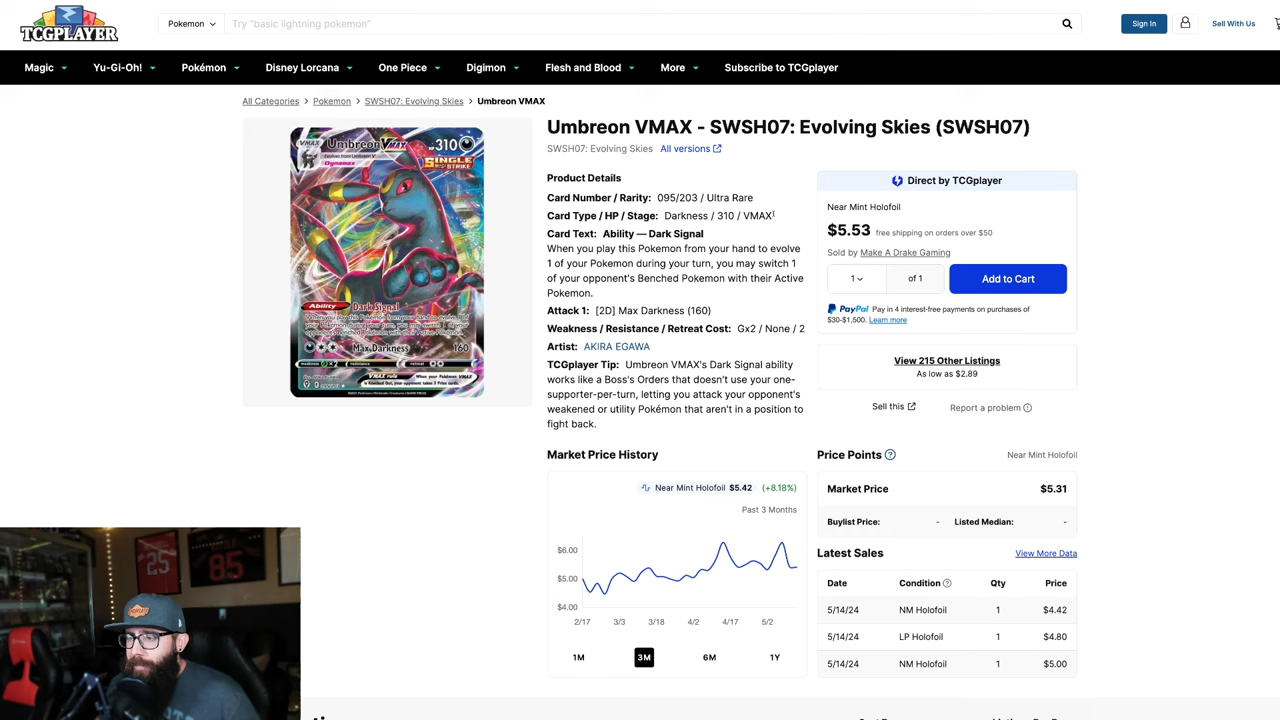 TCGPLAYER
Pokemon
Try "basic lightning pokemon"
Sign In
Sell With Us
Magic
Yu-Gi-Oh!
Pokémon
Disney Lorcana
One Piece
Digimon
Flesh and Blood
More
Subscribe to TCGplayer
All Categories > Pokemon > SWSH07: Evolving Skies > Umbreon VMAX
Umbreon VMAX - SWSH07: Evolving Skies (SWSH07)
SWSH07: Evolving Skies All versions
VMAX Umbreon VMAX 310
Evolves from Umbreon V
Dynamax
SINGLE
STRIKE
Ability Dark Signal
Max Darkness 160
VMAX rule
Product Details
Card Number / Rarity: 095/203 / Ultra Rare
Card Type / HP / Stage: Darkness / 310 / VMAX
Card Text: Ability — Dark Signal
When you play this Pokemon from your hand to evolve
1 of your Pokemon during your turn, you may switch 1
of your opponent's Benched Pokemon with their Active
Pokemon.
Attack 1: [2D] Max Darkness (160)
Weakness / Resistance / Retreat Cost: Gx2 / None / 2
Artist: AKIRA EGAWA
TCGplayer Tip: Umbreon VMAX's Dark Signal ability
works like a Boss's Orders that doesn't use your one-
supporter-per-turn, letting you attack your opponent's
weakened or utility Pokémon that aren't in a position to
fight back.
Direct by TCGplayer
Near Mint Holofoil
$5.53 free shipping on orders over $50
Sold by Make A Drake Gaming
1 of 1
Add to Cart
PayPal Pay in 4 interest-free payments on purchases of
$30-$1,500. Learn more
View 215 Other Listings
As low as $2.89
Sell this
Report a problem
Market Price History
Near Mint Holofoil $5.42 (+8.18%)
Past 3 Months
$6.00
$5.00
$4.00
2/17 3/3 3/18 4/2 4/17 5/2
1M 3M 6M 1Y
Price Points Near Mint Holofoil
Market Price $5.31
Buylist Price: - Listed Median: -
Latest Sales View More Data
Date Condition Qty Price
5/14/24 NM Holofoil 1 $4.42
5/14/24 LP Holofoil 1 $4.80
5/14/24 NM Holofoil 1 $5.00
25
85